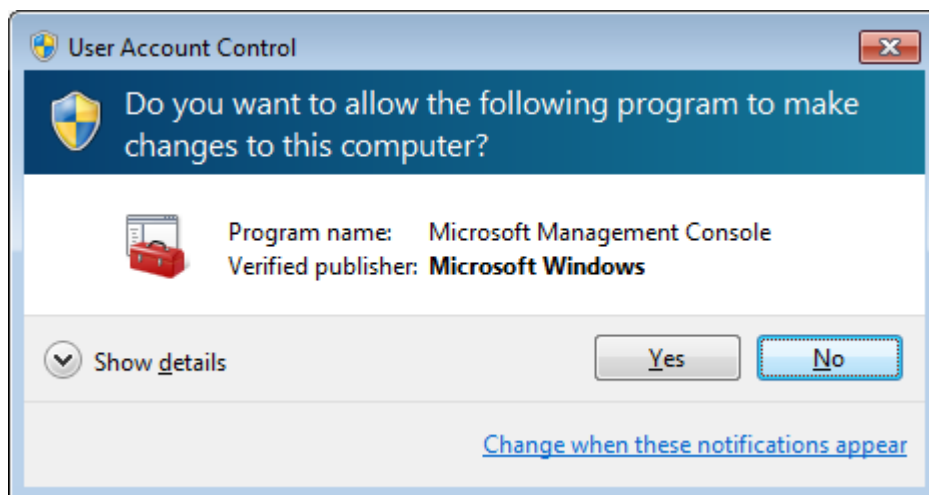 User Account Control
Do you want to allow the following program to make
changes to this computer?
Program name: Microsoft Management Console
Verified publisher: Microsoft Windows
Show details
Yes
No
Change when these notifications appear